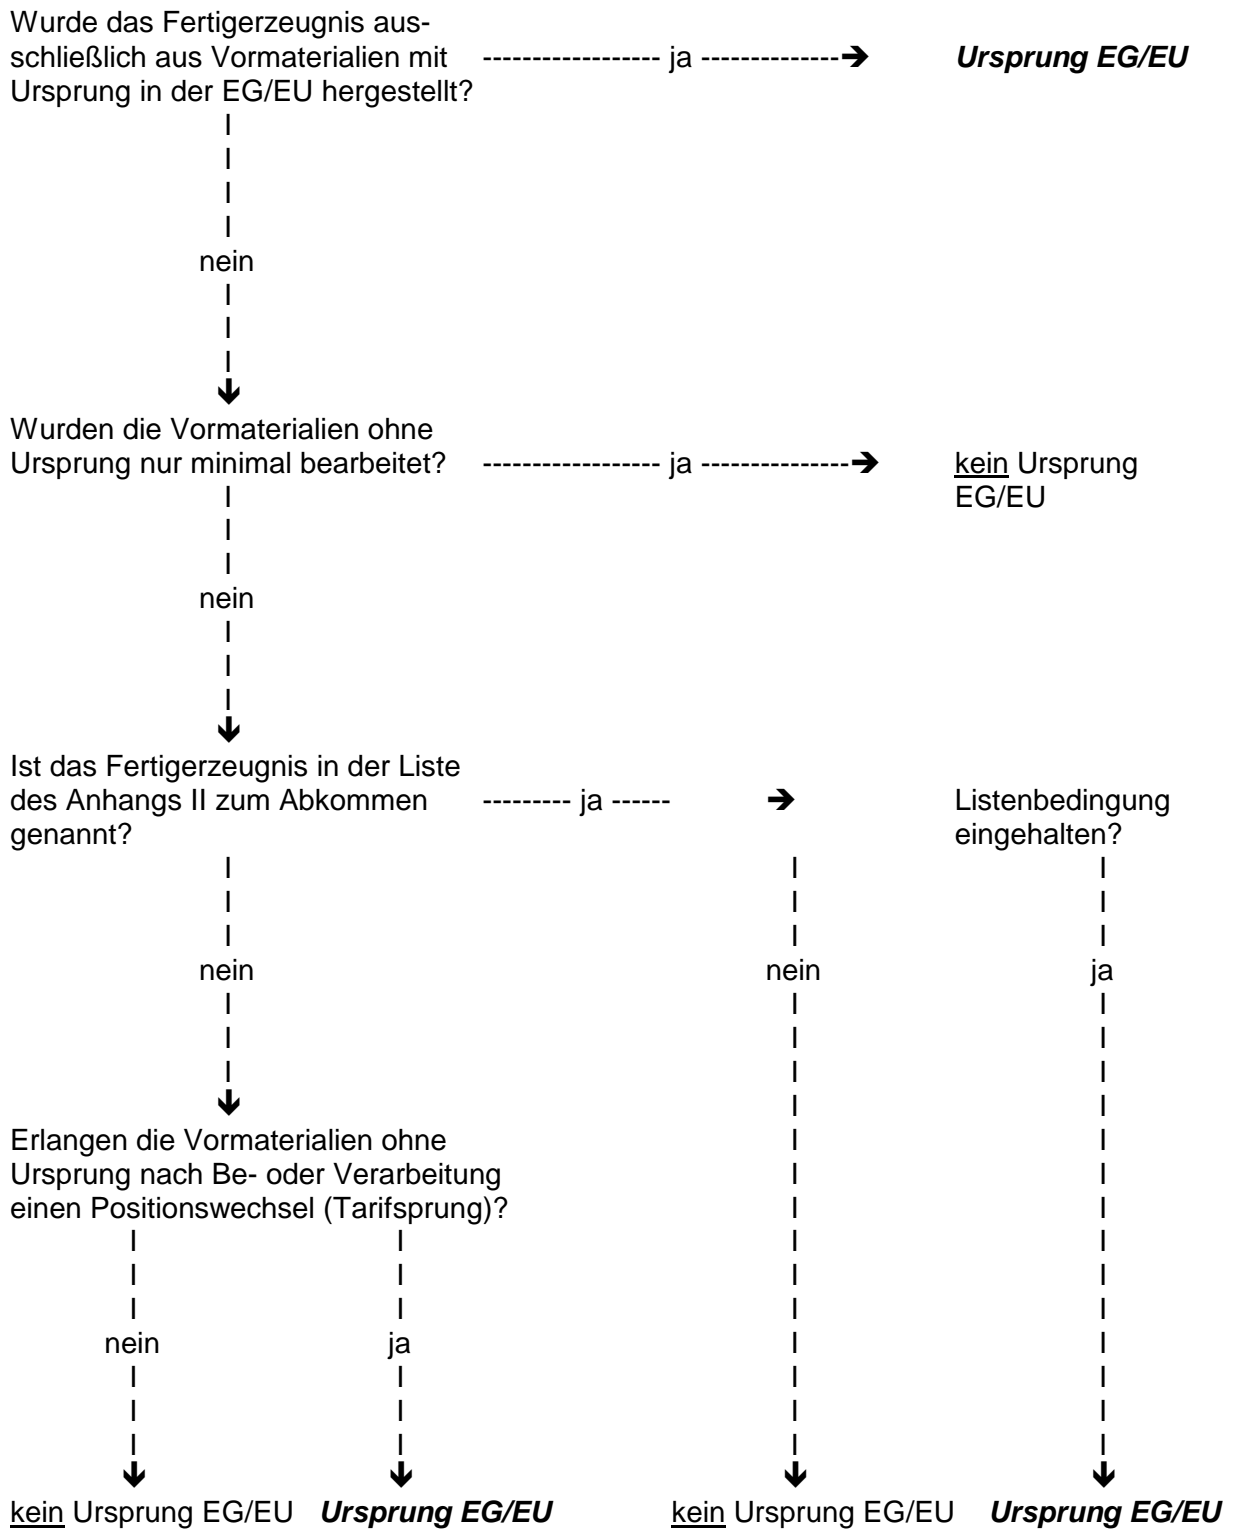 Wurde das Fertigerzeugnis aus-
schließlich aus Vormaterialien mit ------------------ ja --------------➔ Ursprung EG/EU
Ursprung in der EG/EU hergestellt?
|
|
|
|
nein
|
|
|
🡻
Wurden die Vormaterialien ohne
Ursprung nur minimal bearbeitet? ------------------ ja ---------------➔ kein Ursprung
EG/EU
|
|
|
nein
|
|
|
🡻
Ist das Fertigerzeugnis in der Liste
des Anhangs II zum Abkommen --------- ja ------ ➔ Listenbedingung
genannt? eingehalten?
| | |
| | |
| | |
nein nein ja
| | |
| | |
| | |
🡻 | |
Erlangen die Vormaterialien ohne
Ursprung nach Be- oder Verarbeitung
einen Positionswechsel (Tarifsprung)?
| | | |
| | | |
| | | |
nein ja | |
| | | |
| | | |
| | | |
🡻 🡻 🡻 🡻
kein Ursprung EG/EU Ursprung EG/EU kein Ursprung EG/EU Ursprung EG/EU